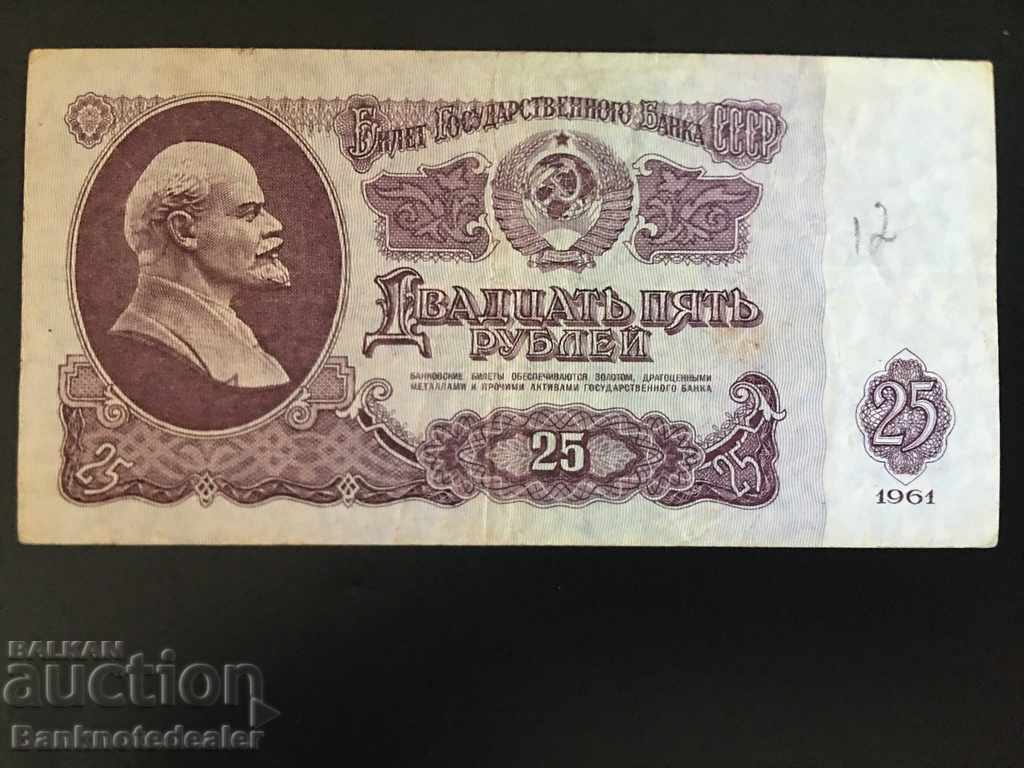 Билет Государственного Банка СССР
12
Двадцать пять
рублей
БАНКОВСКИЕ БИЛЕТЫ ОБЕСПЕЧИВАЮТСЯ ЗОЛОТОМ, ДРАГОЦЕННЫМИ
МЕТАЛЛАМИ И ПРОЧИМИ АКТИВАМИ ГОСУДАРСТВЕННОГО БАНКА
25
25
25
25
1961
BALKAN
auction
Banknotedealer